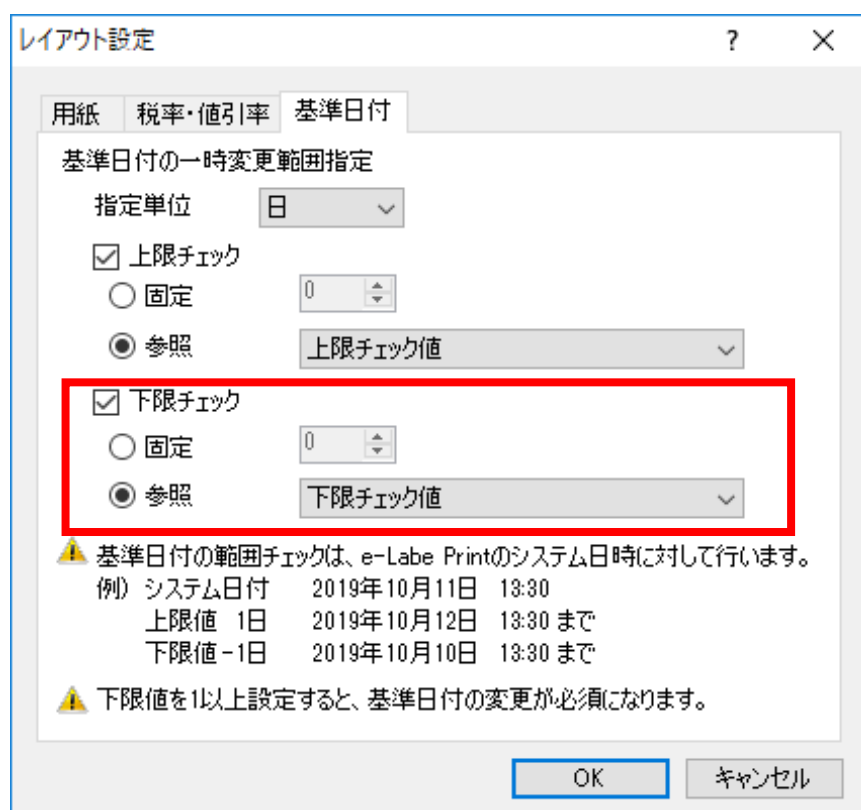 レイアウト設定 ?
用紙 税率・値引率 基準日付
基準日付の一時変更範囲指定
指定単位 日
上限チェック
固定 0
参照 上限チェック値
下限チェック
固定 0
参照 下限チェック値
基準日付の範囲チェックは、e-Labe Printのシステム日時に対して行います。
例) システム日付 2019年10月11日 13:30
上限値 1日 2019年10月12日 13:30 まで
下限値-1日 2019年10月10日 13:30 まで
下限値を1以上設定すると、基準日付の変更が必須になります。
OK キャンセル